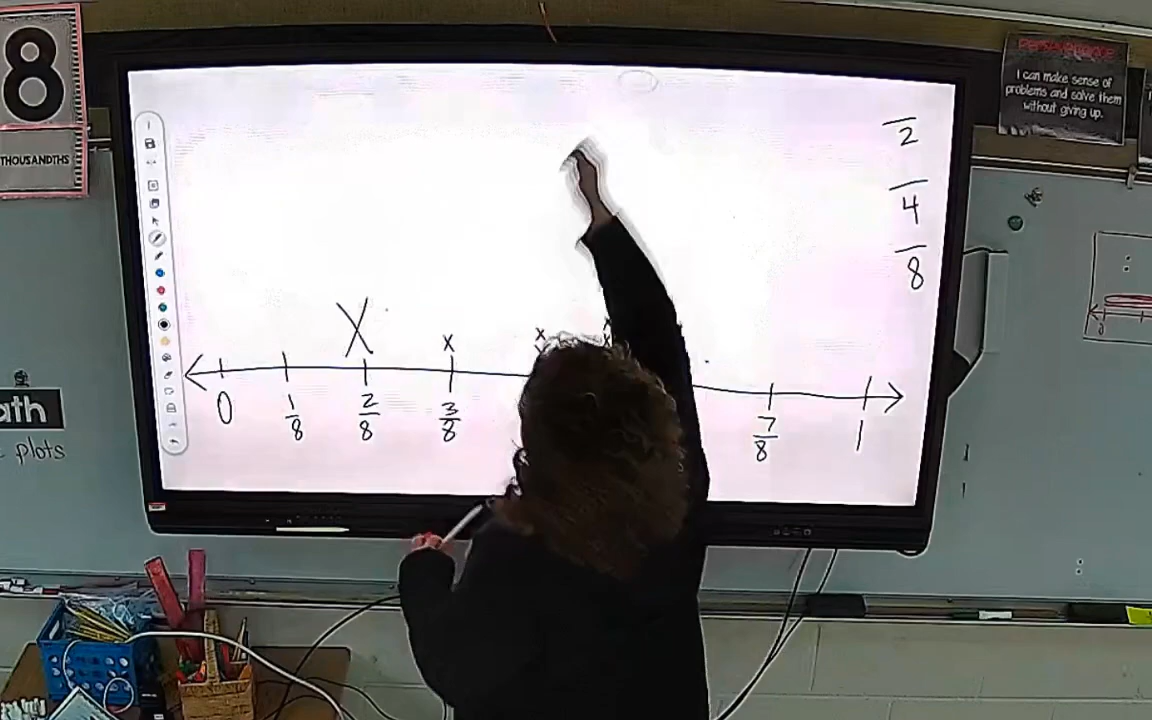 8
THOUSANDTHS
Perseverance
I can make sense of
problems and solve them
without giving up.
2
4
8
X
x
x
x
0
1/8
2/8
3/8
7/8
1
ath
plots
0